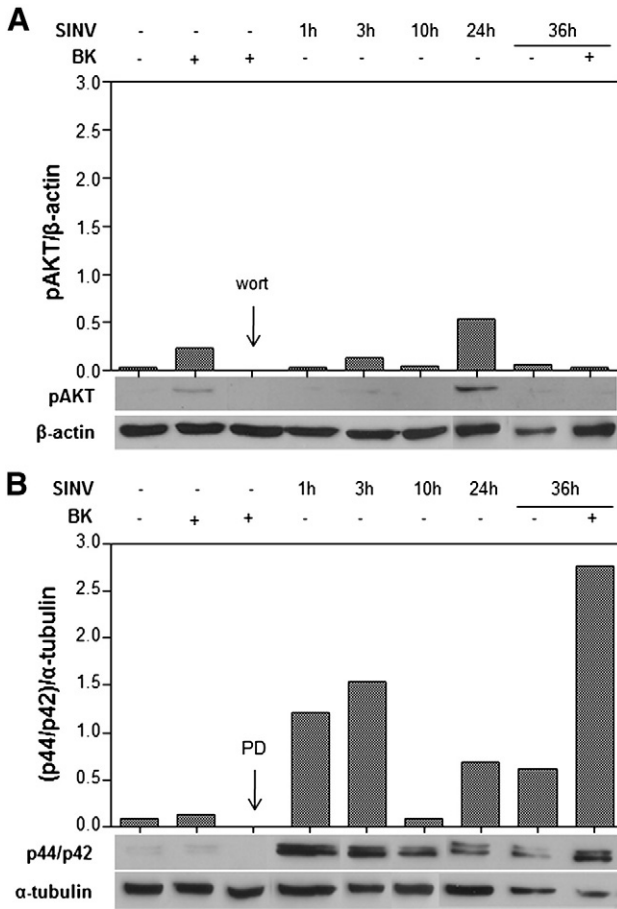 A
SINV - - - 1h 3h 10h 24h 36h
BK - + + - - - - - +
3.0
2.5
2.0
1.5
1.0
0.5
0.0
pAKT/β-actin
wort
pAKT
β-actin
B
SINV - - - 1h 3h 10h 24h 36h
BK - + + - - - - - +
3.0
2.5
2.0
1.5
1.0
0.5
0.0
(p44/p42)/α-tubulin
PD
p44/p42
α-tubulin